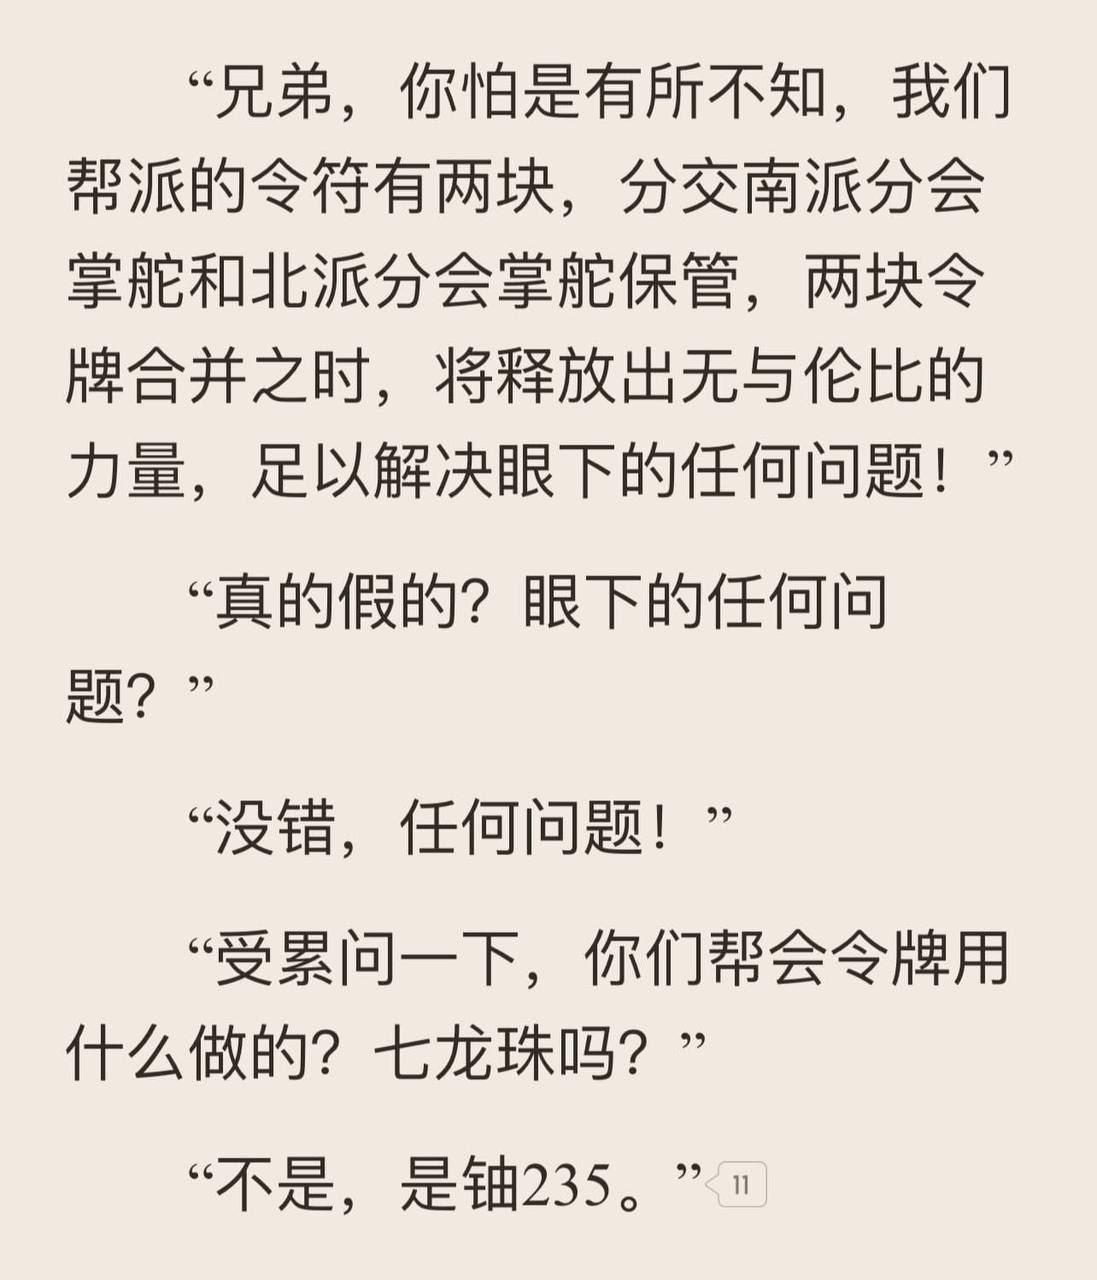 “兄弟，你怕是有所不知，我们
帮派的令符有两块，分交南派分会
掌舵和北派分会掌舵保管，两块令
牌合并之时，将释放出无与伦比的
力量，足以解决眼下的任何问题！”
“真的假的？眼下的任何问
题？”
“没错，任何问题！”
“受累问一下，你们帮会令牌用
什么做的？七龙珠吗？”
“不是，是铀235。”11